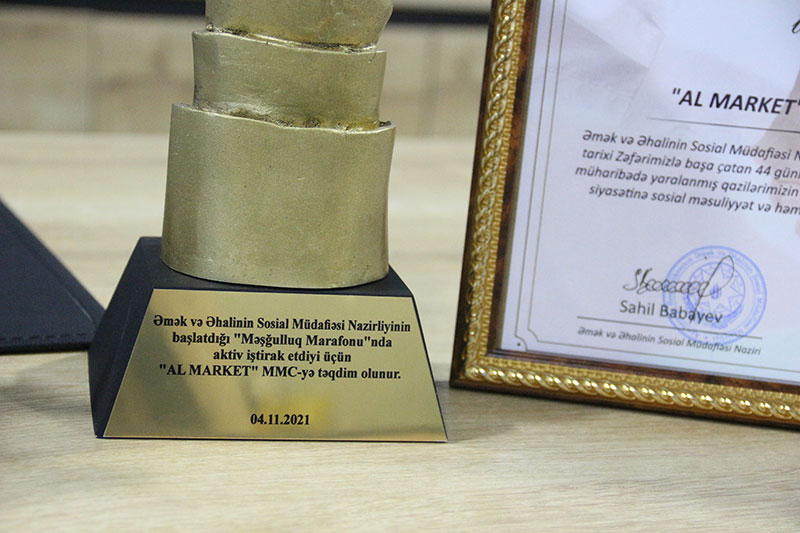 Əmək və Əhalinin Sosial Müdafiəsi Nazirliyinin
başlatdığı "Məşğulluq Marafonu"nda
aktiv iştirak etdiyi üçün
"AL MARKET" MMC-yə təqdim olunur.
04.11.2021
"AL MARKET"
Əmək və Əhalinin Sosial Müdafiəsi
tarixi Zəfərimizlə başa çatan 44
müharibədə yaralanmış qazilərimizin
siyasətinə sosial məsuliyyət və
Sahil Babayev
Əmək və Əhalinin Sosial Müdafiəsi Naziri